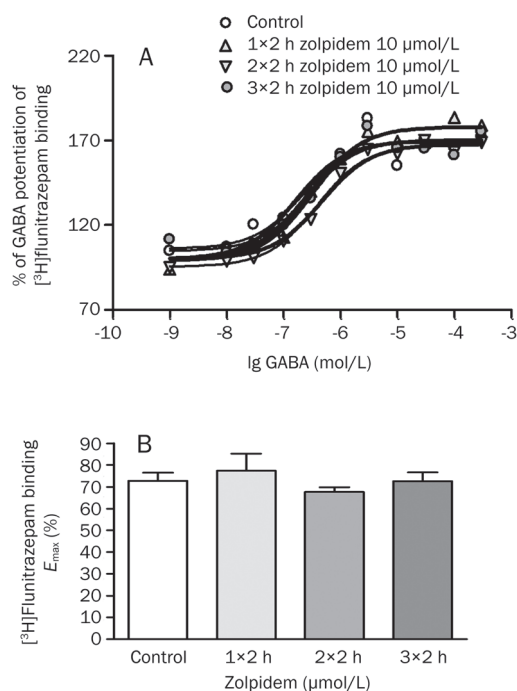 A
Control
1×2 h zolpidem 10 µmol/L
2×2 h zolpidem 10 µmol/L
3×2 h zolpidem 10 µmol/L
% of GABA potentiation of
[³H]flunitrazepam binding
220
170
120
70
-10 -9 -8 -7 -6 -5 -4 -3
lg GABA (mol/L)
B
[³H]Flunitrazepam binding
Emax (%)
90
80
70
60
50
40
30
20
10
0
Control 1×2 h 2×2 h 3×2 h
Zolpidem (µmol/L)